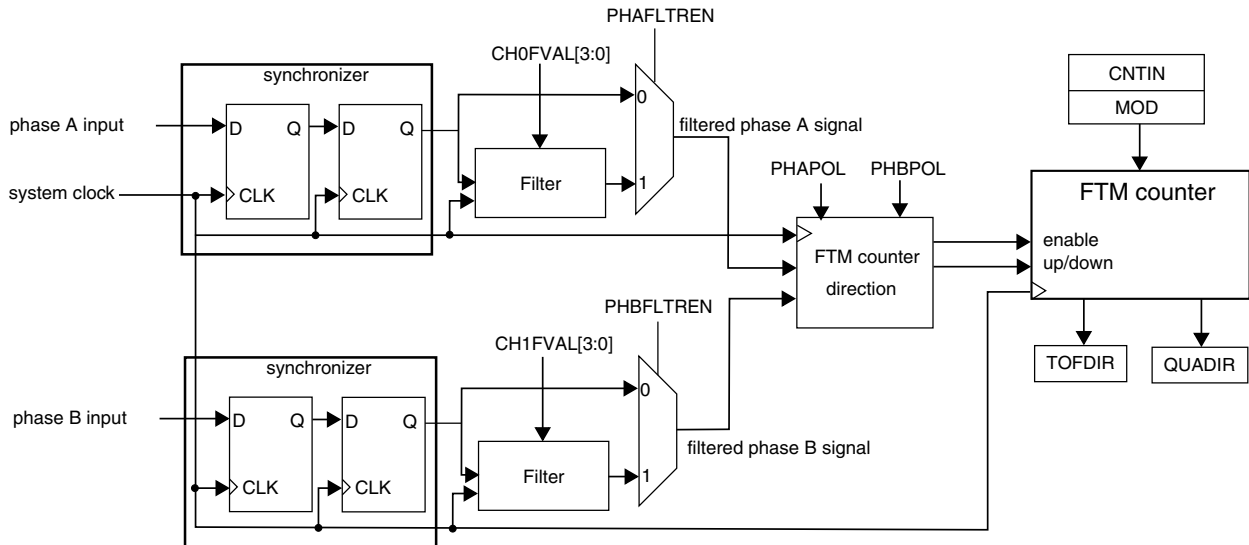 PHAFLTREN
CH0FVAL[3:0]
synchronizer
CNTIN
MOD
0
phase A input
D
Q
D
Q
filtered phase A signal
Filter
1
PHAPOL
PHBPOL
system clock
CLK
CLK
FTM counter
enable
up/down
FTM counter
direction
PHBFLTREN
CH1FVAL[3:0]
TOFDIR
QUADIR
synchronizer
0
phase B input
D
Q
D
Q
filtered phase B signal
Filter
1
CLK
CLK